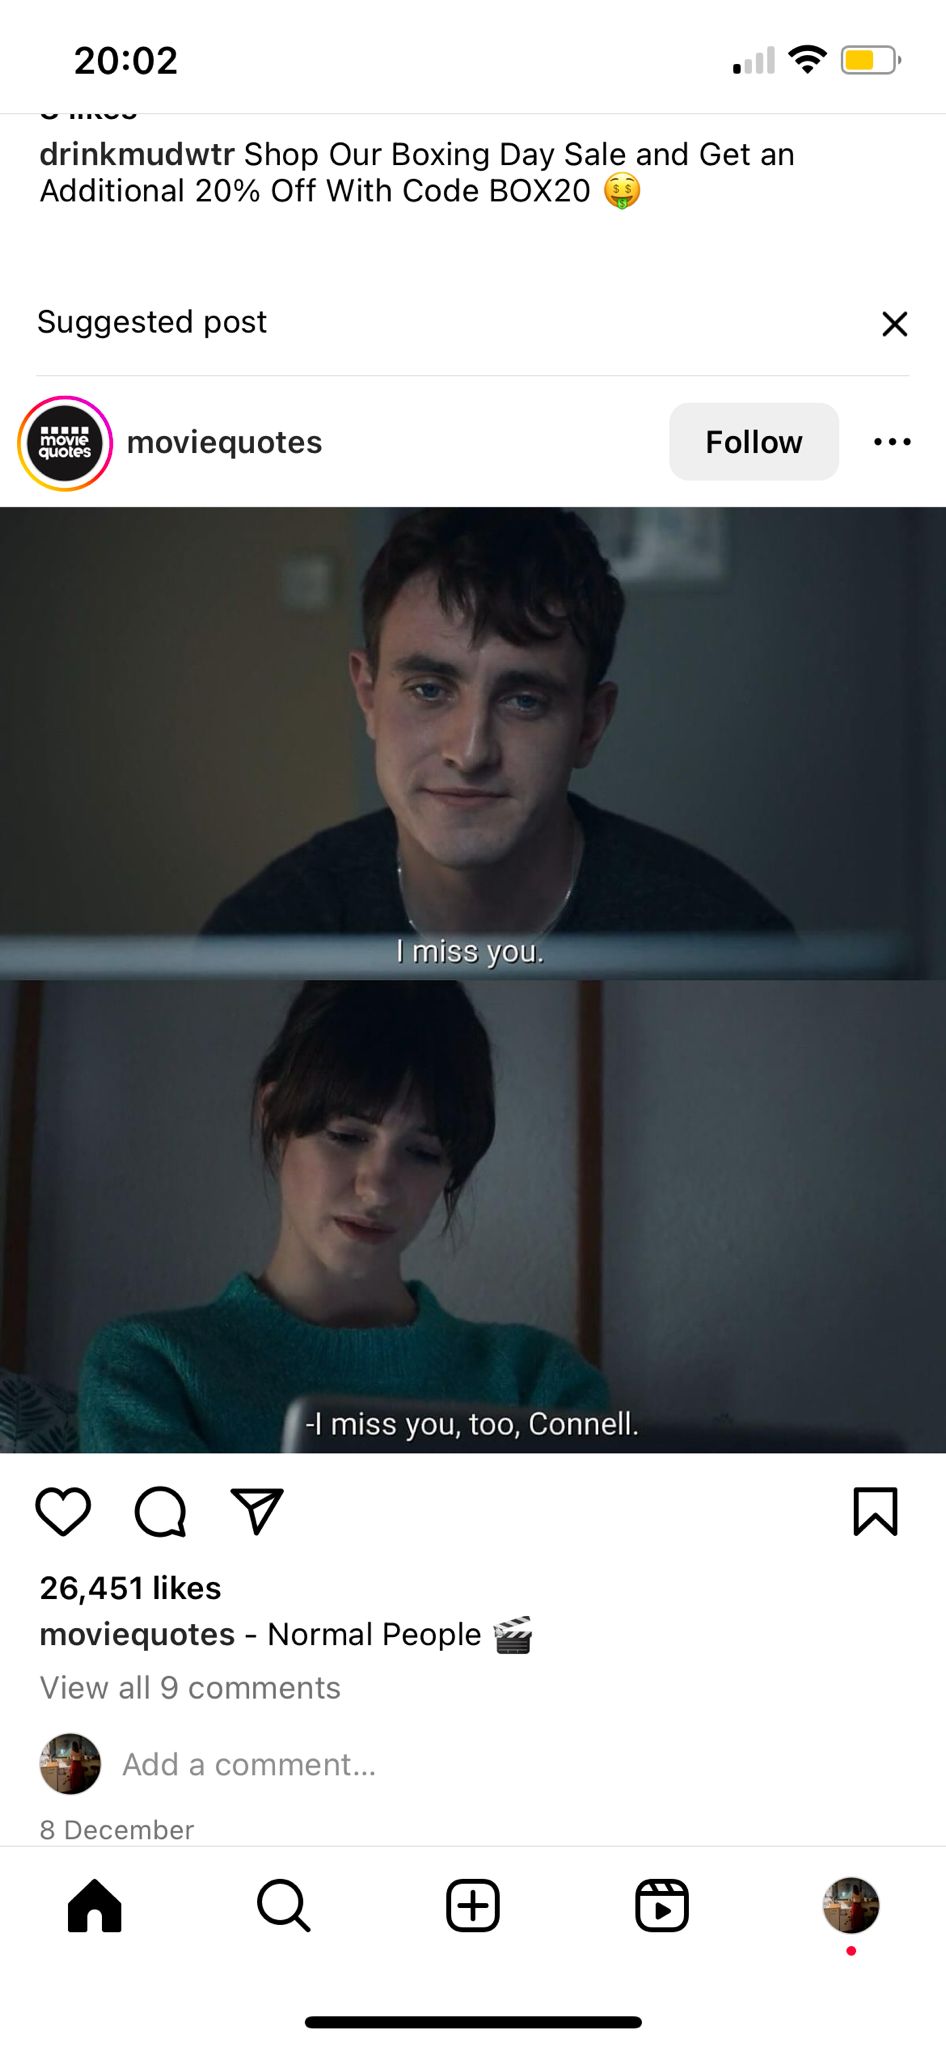 20:02
8 likes
drinkmudwtr Shop Our Boxing Day Sale and Get an
Additional 20% Off With Code BOX20 🤑
Suggested post
movie
quotes
moviequotes
Follow
I miss you.
-I miss you, too, Connell.
26,451 likes
moviequotes - Normal People 🎬
View all 9 comments
Add a comment...
8 December